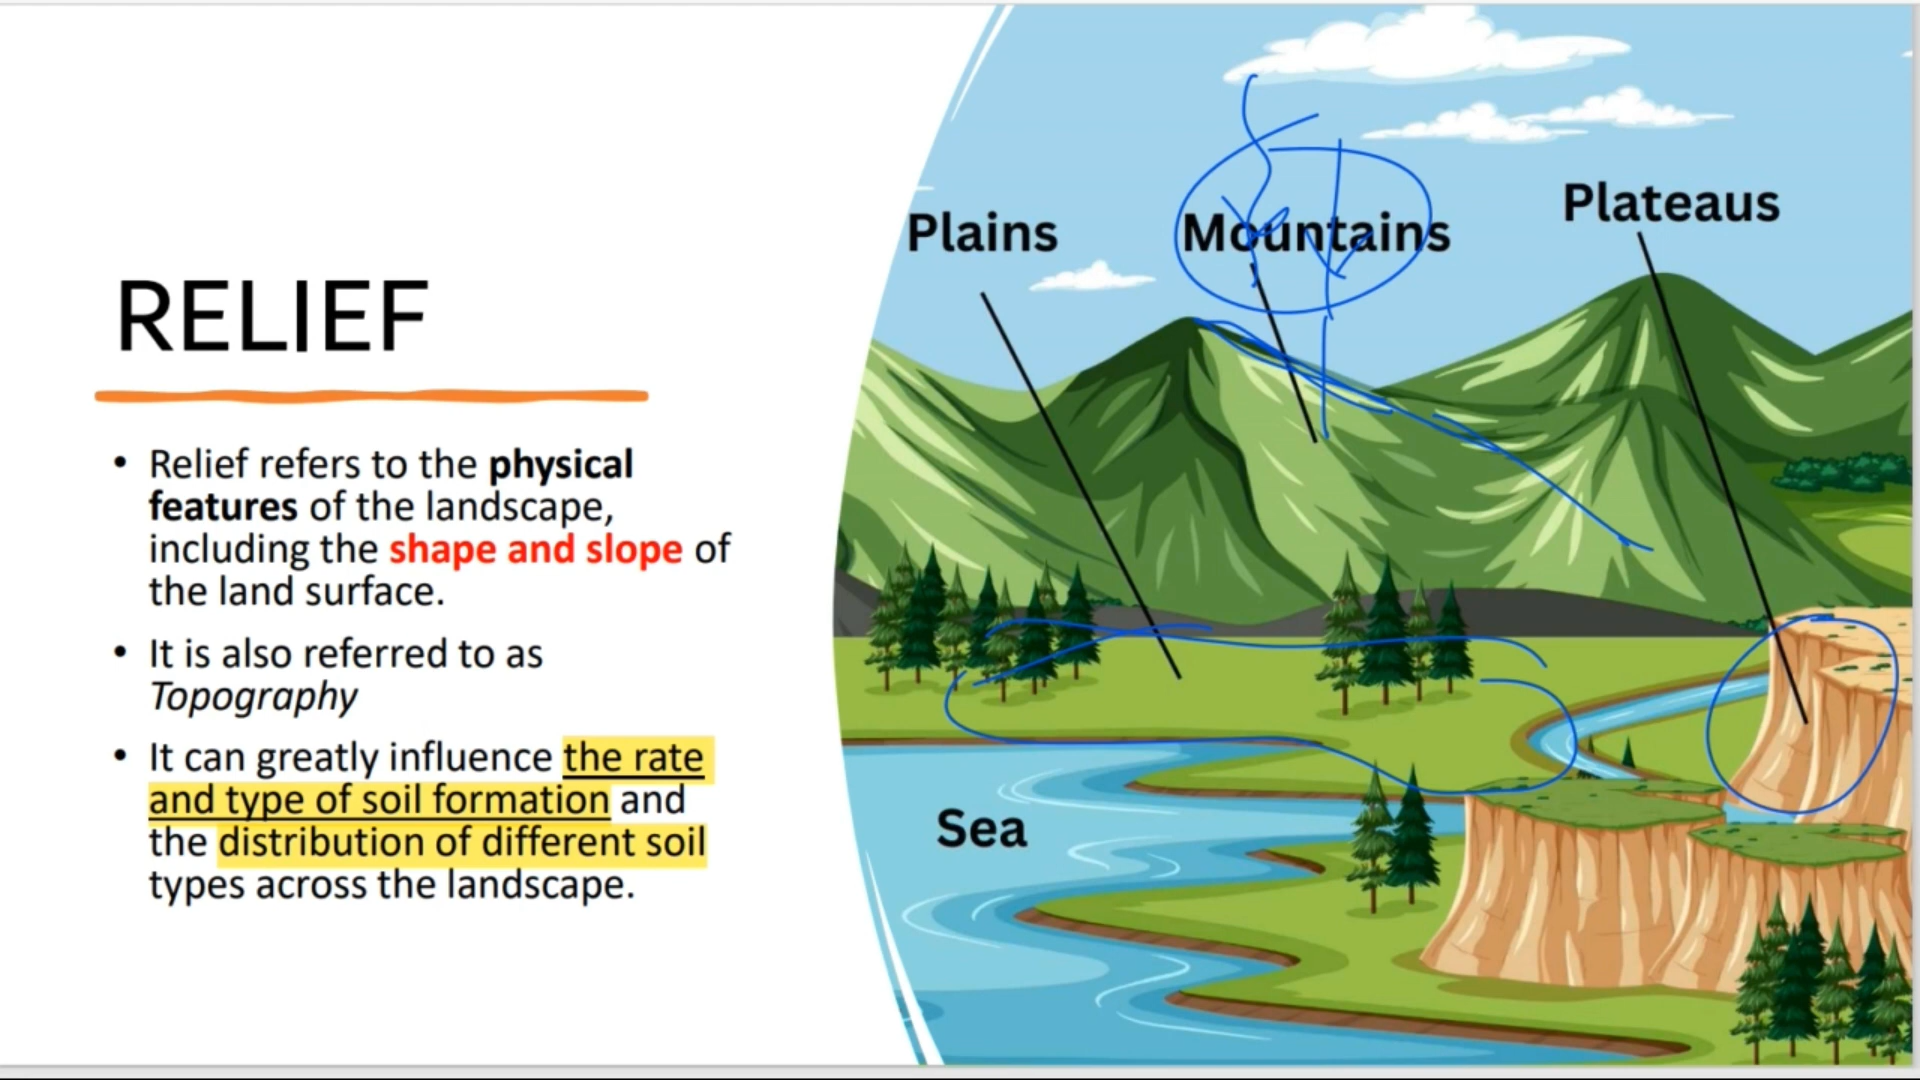 RELIEF
• Relief refers to the physical
features of the landscape,
including the shape and slope of
the land surface.
• It is also referred to as
Topography
• It can greatly influence the rate
and type of soil formation and
the distribution of different soil
types across the landscape.
Plains
Mountains
Plateaus
Sea